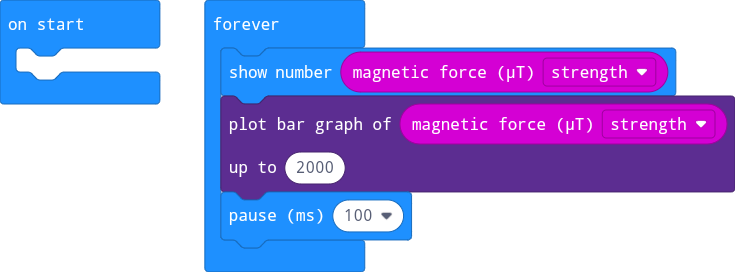 on start
forever
show number magnetic force (µT) strength
plot bar graph of magnetic force (µT) strength
up to 2000
pause (ms) 100